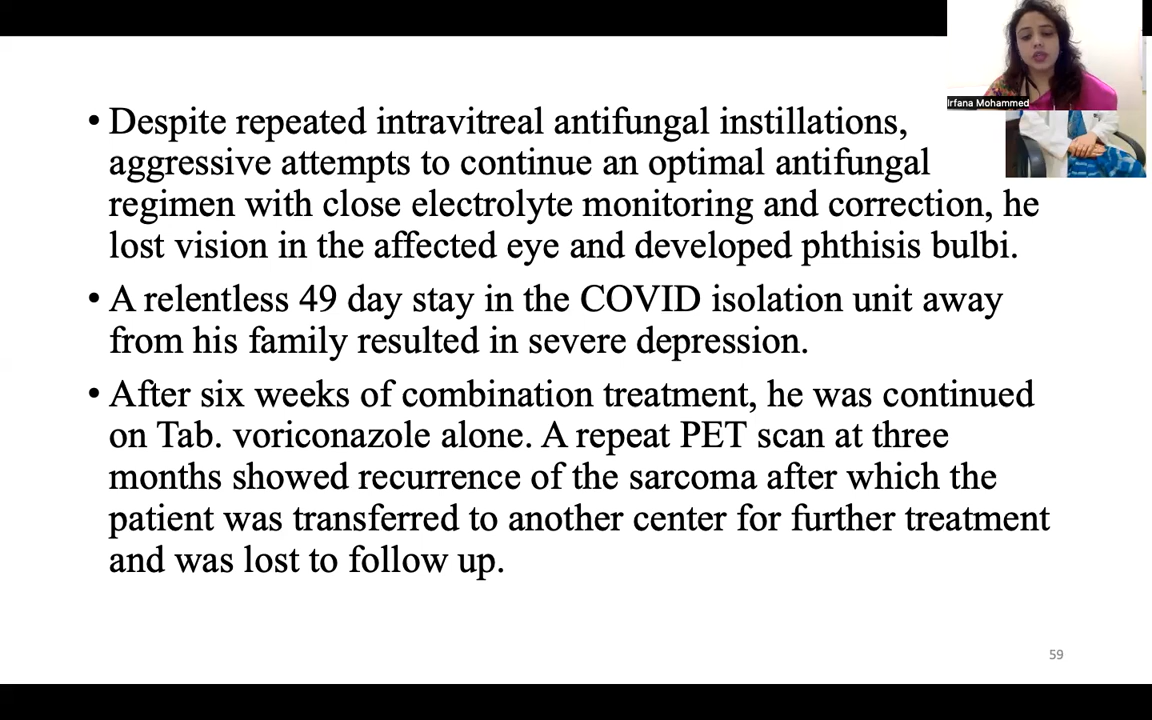 Irfana Mohammed
• Despite repeated intravitreal antifungal instillations,
aggressive attempts to continue an optimal antifungal
regimen with close electrolyte monitoring and correction, he
lost vision in the affected eye and developed phthisis bulbi.
• A relentless 49 day stay in the COVID isolation unit away
from his family resulted in severe depression.
• After six weeks of combination treatment, he was continued
on Tab. voriconazole alone. A repeat PET scan at three
months showed recurrence of the sarcoma after which the
patient was transferred to another center for further treatment
and was lost to follow up.
59